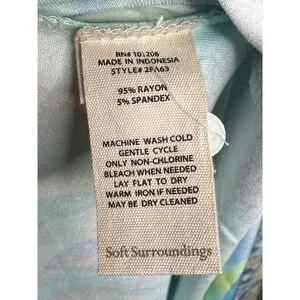 RN# 101206
MADE IN INDONESIA
STYLE# 2FA63
95% RAYON
5% SPANDEX
MACHINE WASH COLD
GENTLE CYCLE
ONLY NON-CHLORINE
BLEACH WHEN NEEDED
LAY FLAT TO DRY
WARM IRON IF NEEDED
MAY BE DRY CLEANED
Soft Surroundings